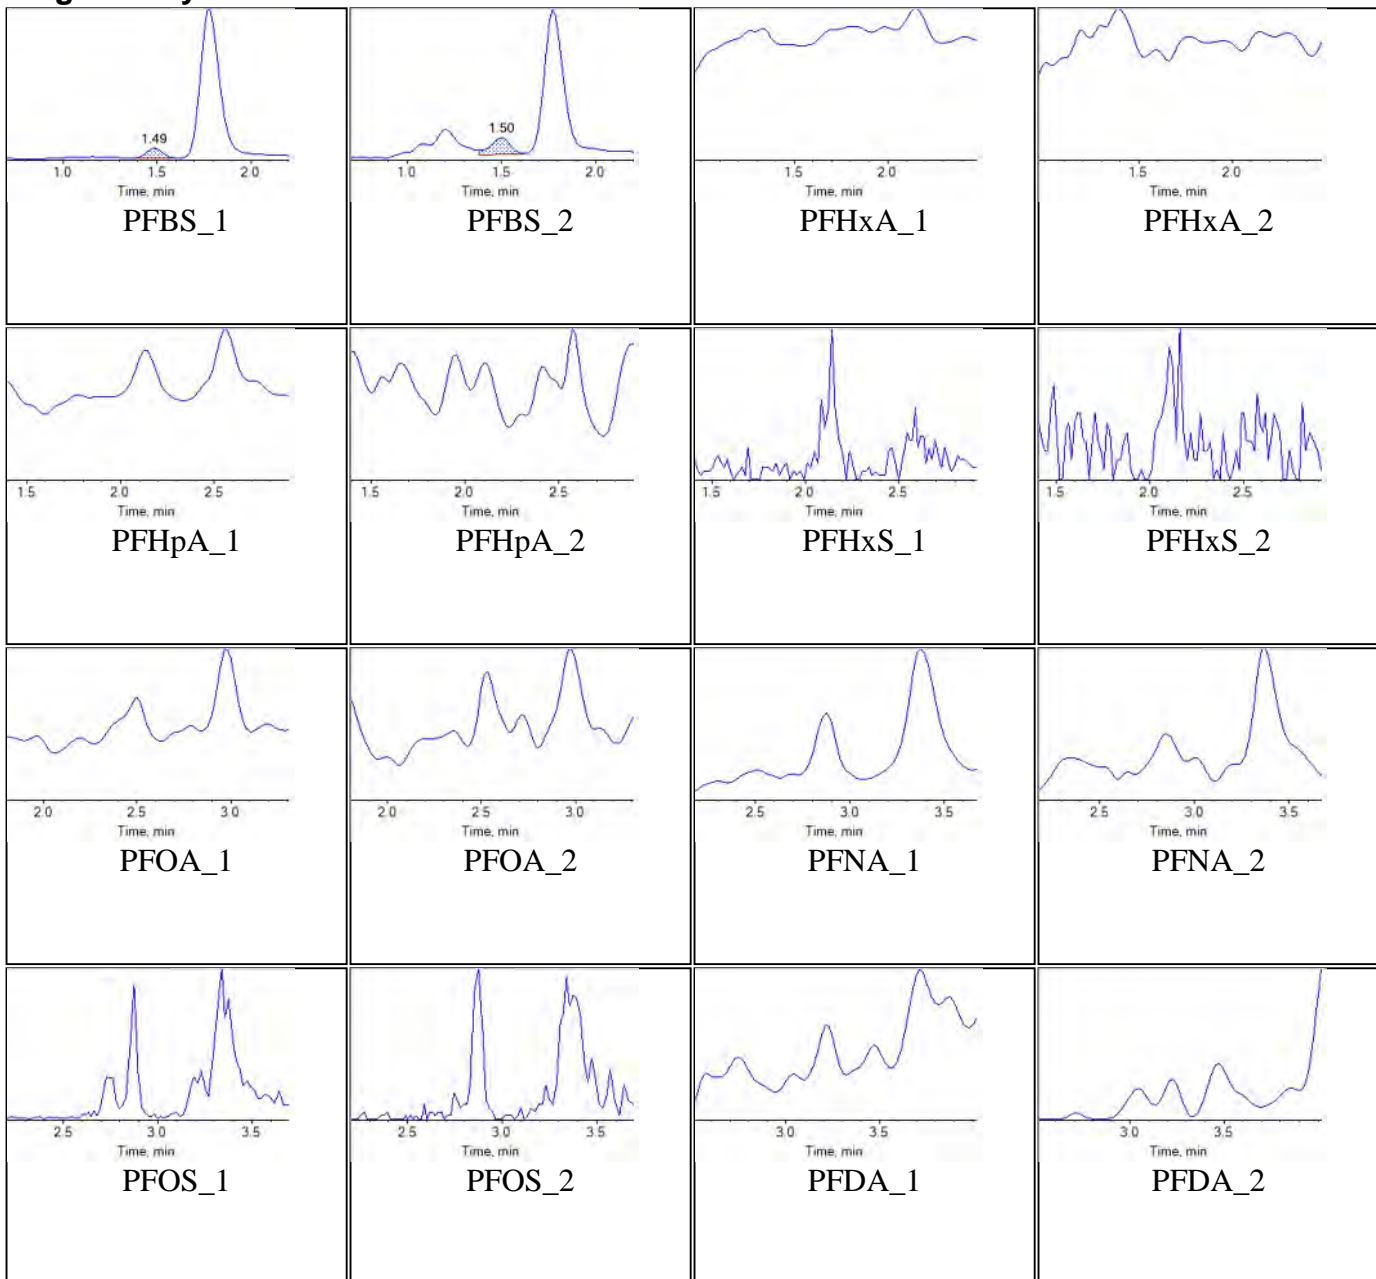 1.49
1.50
1.0 1.5 2.0
1.0 1.5 2.0
1.5 2.0
1.5 2.0
Time, min
Time, min
Time, min
Time, min
PFBS_1
PFBS_2
PFHxA_1
PFHxA_2
1.5 2.0 2.5
1.5 2.0 2.5
1.5 2.0 2.5
1.5 2.0 2.5
Time, min
Time, min
Time, min
Time, min
PFHpA_1
PFHpA_2
PFHxS_1
PFHxS_2
2.0 2.5 3.0
2.0 2.5 3.0
2.5 3.0 3.5
2.5 3.0 3.5
Time, min
Time, min
Time, min
Time, min
PFOA_1
PFOA_2
PFNA_1
PFNA_2
2.5 3.0 3.5
2.5 3.0 3.5
3.0 3.5
3.0 3.5
Time, min
Time, min
Time, min
Time, min
PFOS_1
PFOS_2
PFDA_1
PFDA_2